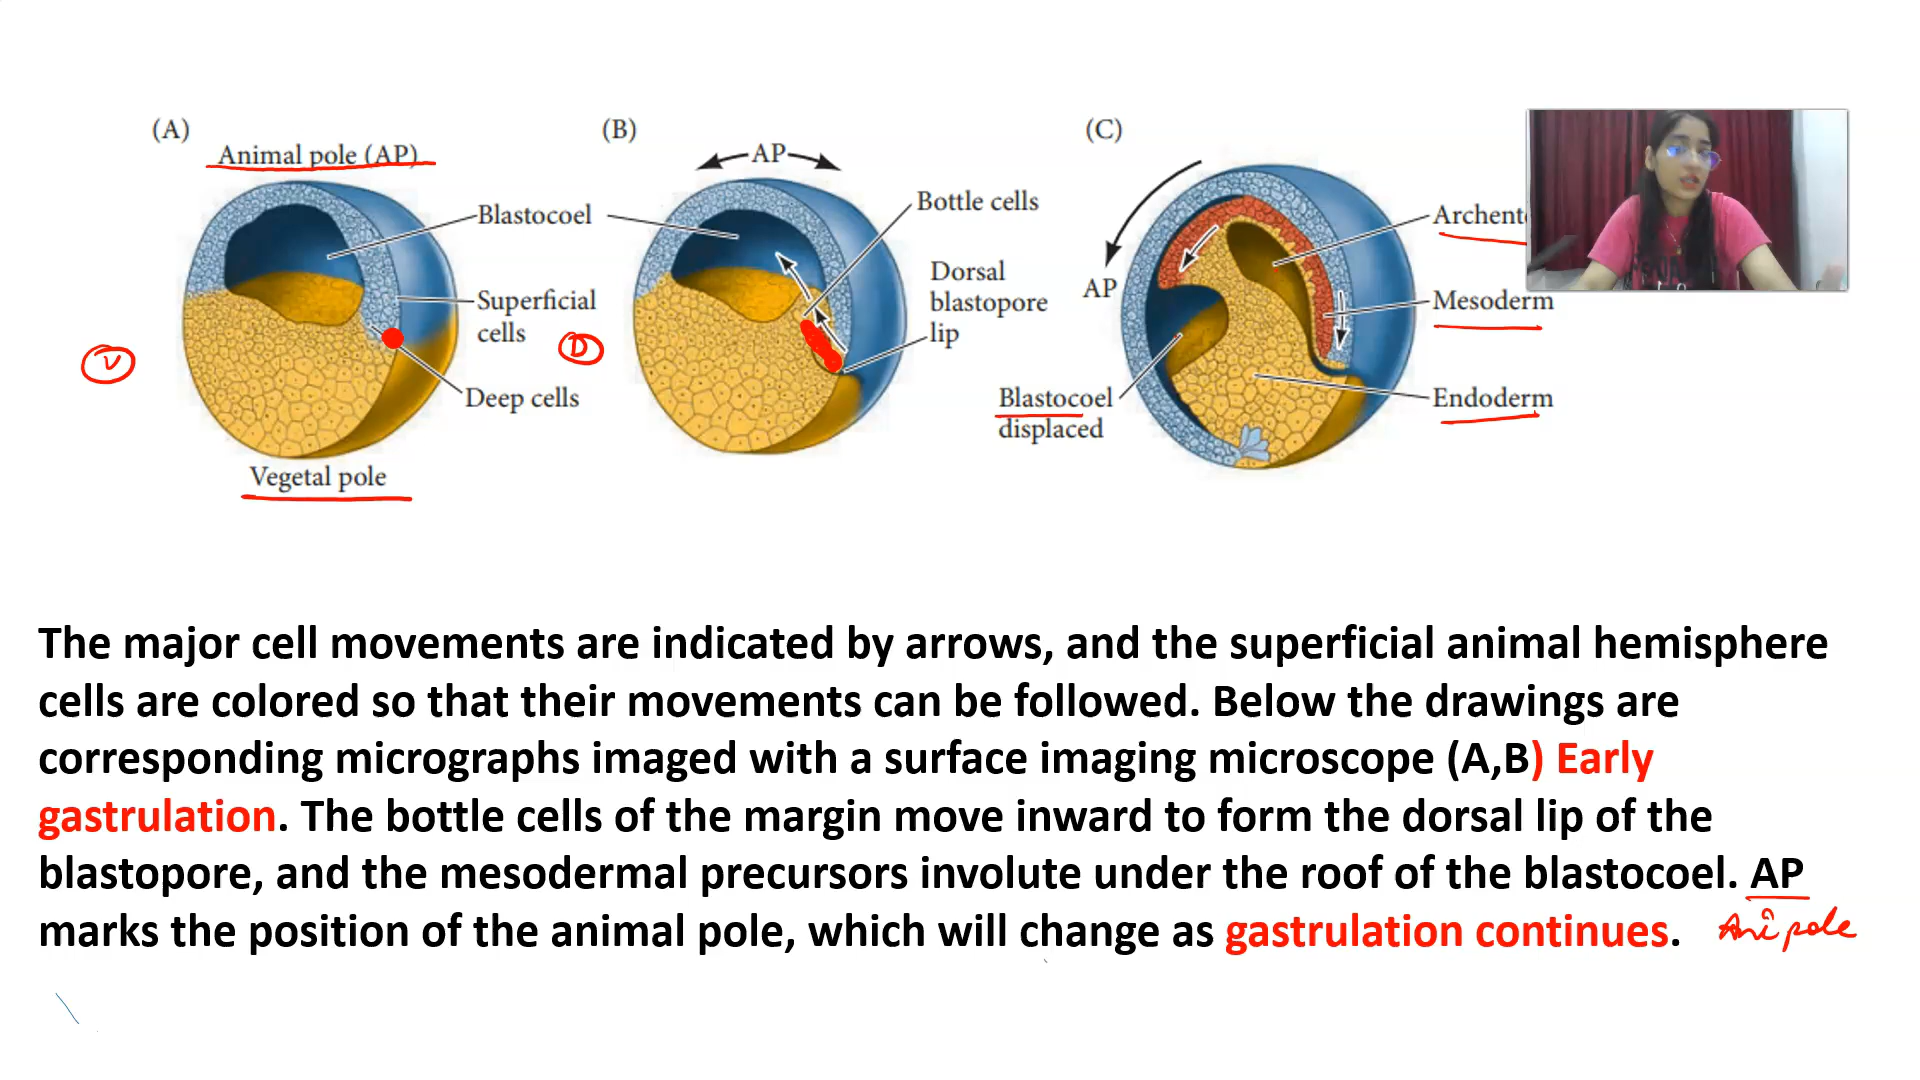 (A)
(B)
(C)
Animal pole (AP)
AP
Blastocoel
Bottle cells
Superficial
cells
Dorsal
blastopore
lip
Deep cells
Vegetal pole
V
D
AP
Archent
Mesoderm
Endoderm
Blastocoel
displaced
The major cell movements are indicated by arrows, and the superficial animal hemisphere
cells are colored so that their movements can be followed. Below the drawings are
corresponding micrographs imaged with a surface imaging microscope (A,B) Early
gastrulation. The bottle cells of the margin move inward to form the dorsal lip of the
blastopore, and the mesodermal precursors involute under the roof of the blastocoel. AP
marks the position of the animal pole, which will change as gastrulation continues.
Ani pole